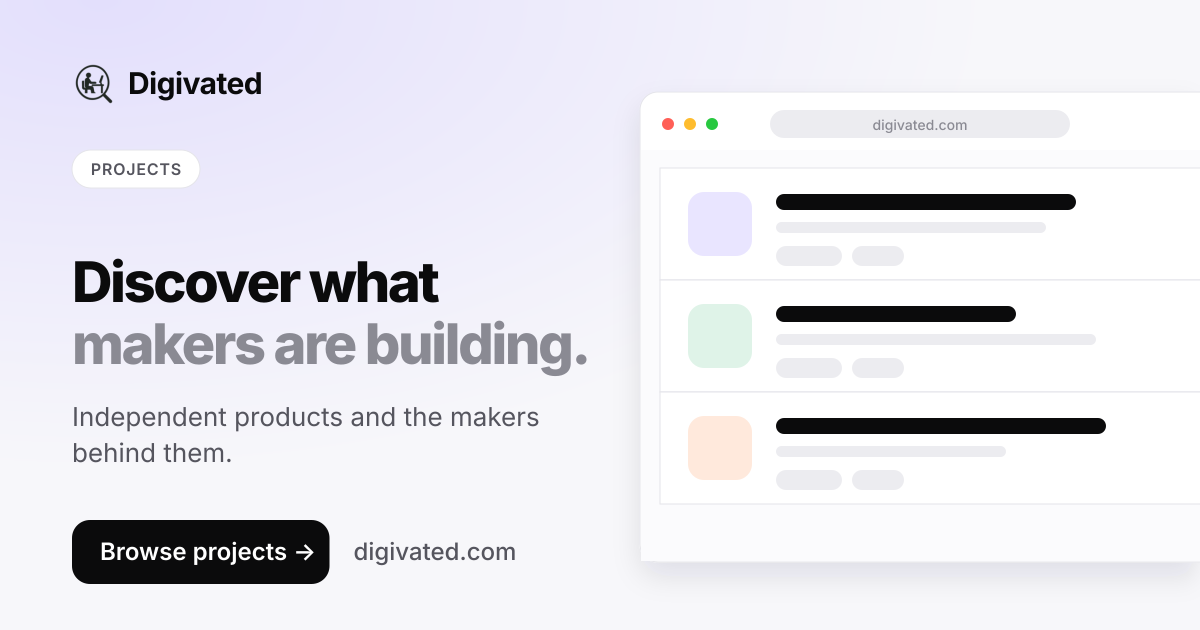 Digivated
PROJECTS
Discover what
makers are building.
Independent products and the makers
behind them.
Browse projects →
digivated.com
digivated.com